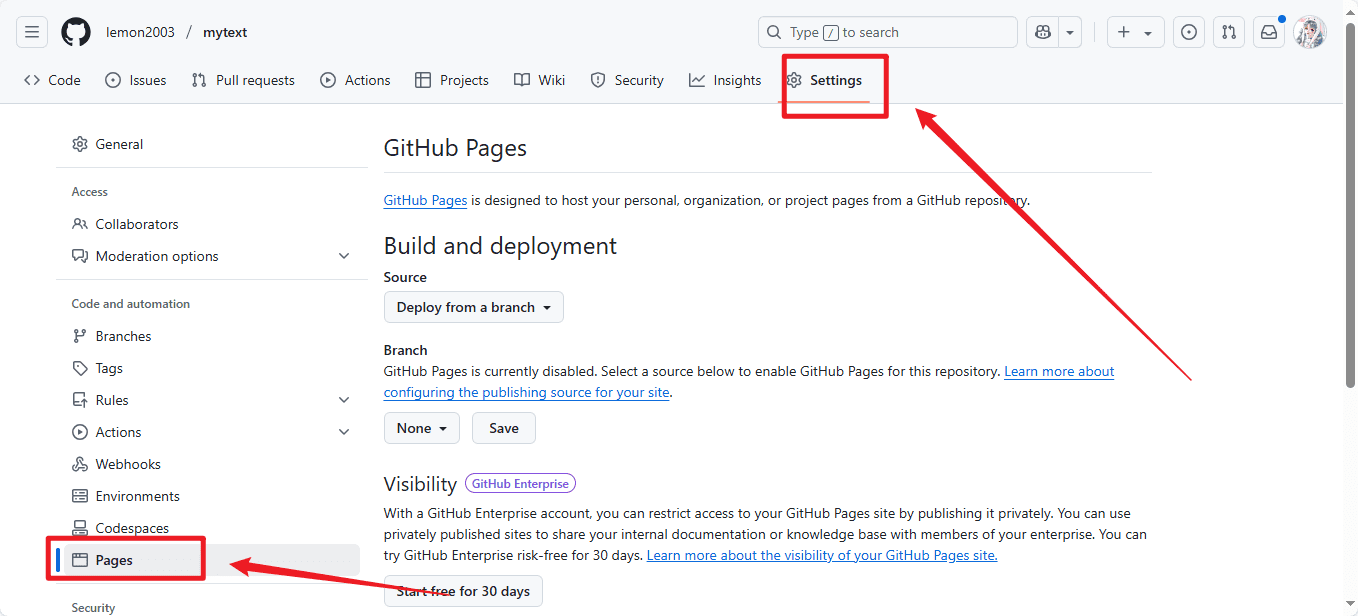 lemon2003 / mytext
Type / to search
Code Issues Pull requests Actions Projects Wiki Security Insights Settings
General
Access
Collaborators
Moderation options
Code and automation
Branches
Tags
Rules
Actions
Webhooks
Environments
Codespaces
Pages
Security
GitHub Pages
GitHub Pages is designed to host your personal, organization, or project pages from a GitHub repository.
Build and deployment
Source
Deploy from a branch
Branch
GitHub Pages is currently disabled. Select a source below to enable GitHub Pages for this repository. Learn more about
configuring the publishing source for your site.
None Save
Visibility GitHub Enterprise
With a GitHub Enterprise account, you can restrict access to your GitHub Pages site by publishing it privately. You can use
privately published sites to share your internal documentation or knowledge base with members of your enterprise. You can
try GitHub Enterprise risk-free for 30 days. Learn more about the visibility of your GitHub Pages site.
Start free for 30 days